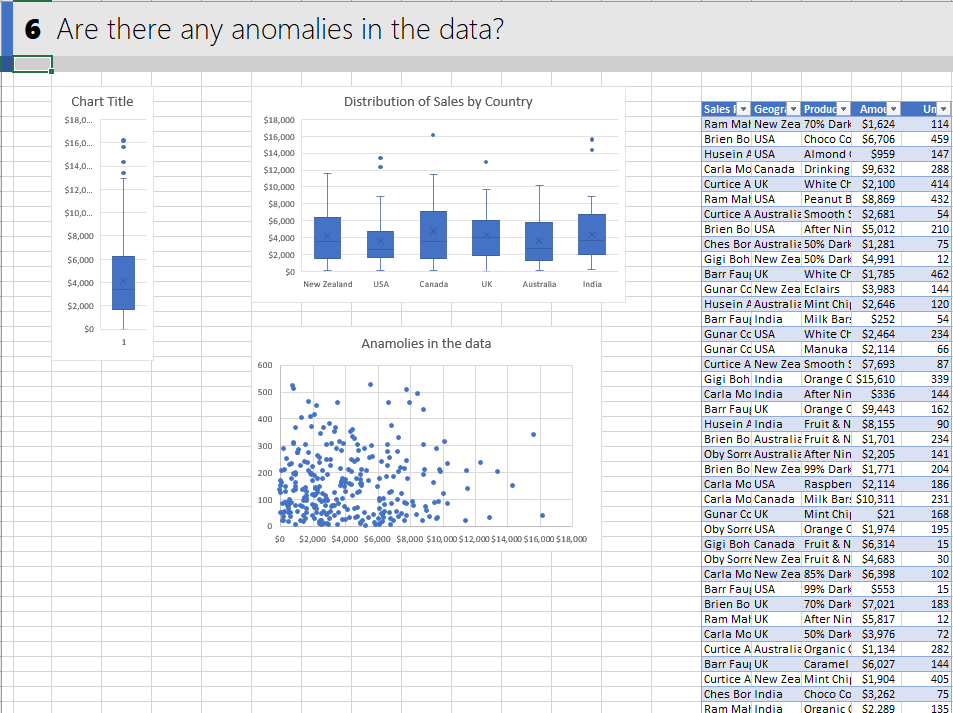 6 Are there any anomalies in the data?
Chart Title
$18,0...
$16,0...
$14,0...
$12,0...
$10,0...
$8,000
$6,000
$4,000
$2,000
$0
1
Distribution of Sales by Country
$18,000
$16,000
$14,000
$12,000
$10,000
$8,000
$6,000
$4,000
$2,000
$0
New Zealand USA Canada UK Australia India
Anamolies in the data
600
500
400
300
200
100
0
$0 $2,000 $4,000 $6,000 $8,000 $10,000 $12,000 $14,000 $16,000 $18,000
Sales Geogra Produc Amou Un
Ram Mah New Zea 70% Dark $1,624 114
Brien Bo USA Choco Co $6,706 459
Husein A USA Almond $959 147
Carla Mo Canada Drinking $9,632 288
Curtice A UK White Ch $2,100 414
Ram Mah USA Peanut B $8,869 432
Curtice A Australia Smooth S $2,681 54
Brien Bo USA After Nin $5,012 210
Ches Bor Australia 50% Dark $1,281 75
Gigi Boh New Zea 50% Dark $4,991 12
Barr Fau UK White Ch $1,785 462
Gunar Co New Zea Eclairs $3,983 144
Husein A Australia Mint Chi $2,646 120
Barr Fau India Milk Bars $252 54
Gunar Co USA White Ch $2,464 234
Gunar Co USA Manuka $2,114 66
Curtice A New Zea Smooth S $7,693 87
Gigi Boh India Orange C $15,610 339
Carla Mo India After Nin $336 144
Barr Fau UK Orange C $9,443 162
Husein A India Fruit & N $8,155 90
Brien Bo Australia Fruit & N $1,701 234
Oby Sorre Australia After Nin $2,205 141
Brien Bo New Zea 99% Dark $1,771 204
Carla Mo USA Raspberr $2,114 186
Carla Mo Canada Milk Bars $10,311 231
Gunar Co UK Mint Chi $21 168
Oby Sorre USA Orange C $1,974 195
Gigi Boh Canada Fruit & N $6,314 15
Oby Sorre New Zea Fruit & N $4,683 30
Carla Mo New Zea 85% Dark $6,398 102
Barr Fau USA 99% Dark $553 15
Brien Bo UK 70% Dark $7,021 183
Ram Mah UK After Nin $5,817 12
Carla Mo UK 50% Dark $3,976 72
Curtice A Australia Organic C $1,134 282
Barr Fau UK Caramel $6,027 144
Curtice A New Zea Mint Chi $1,904 405
Ches Bor India Choco Co $3,262 75
Ram Mah India Organic C $2,289 135